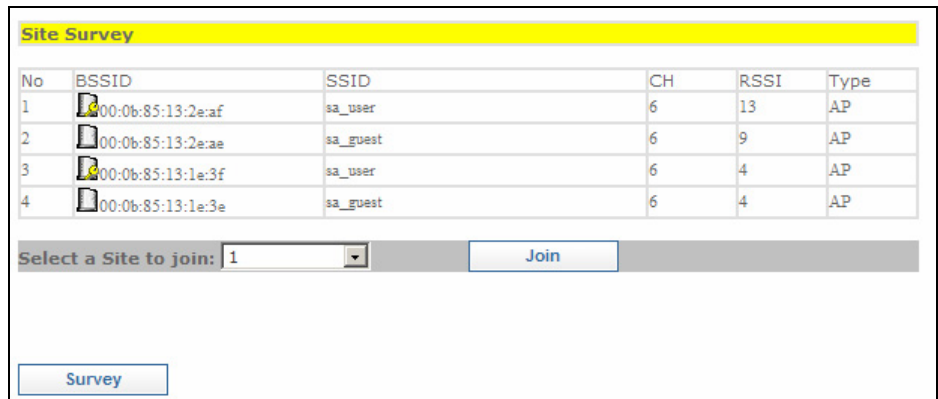 Site Survey
No BSSID SSID CH RSSI Type
1 00:0b:85:13:2e:af sa_user 6 13 AP
2 00:0b:85:13:2e:ae sa_guest 6 9 AP
3 00:0b:85:13:1e:3f sa_user 6 4 AP
4 00:0b:85:13:1e:3e sa_guest 6 4 AP
Select a Site to join: 1 Join
Survey